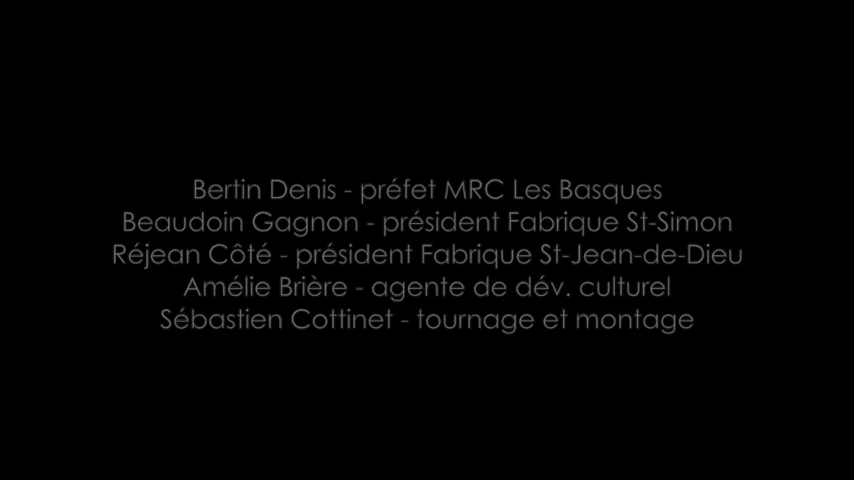 Bertin Denis - préfet MRC Les Basques
Beaudoin Gagnon - président Fabrique St-Simon
Réjean Côté - président Fabrique St-Jean-de-Dieu
Amélie Brière - agente de dév. culturel
Sébastien Cottinet - tournage et montage